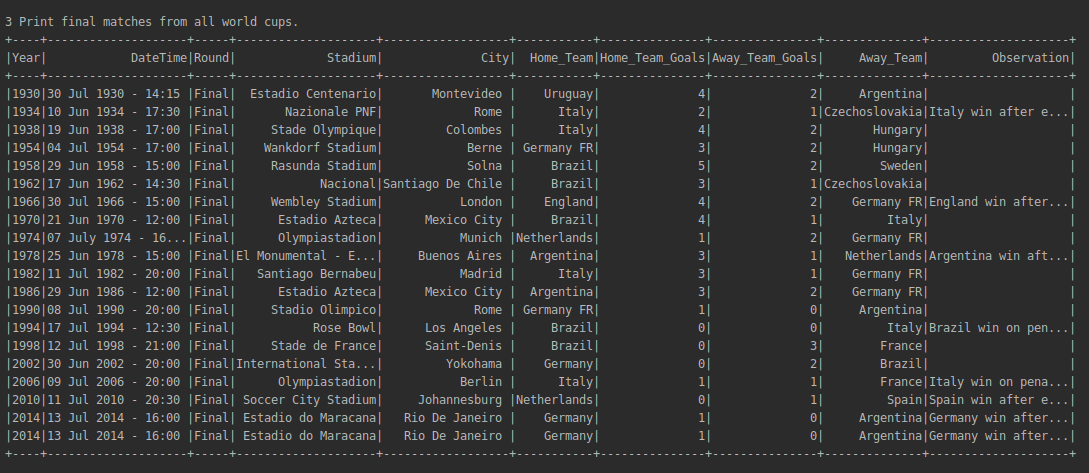 3 Print final matches from all world cups.
+----+--------------------+-----+--------------------+------------------+-----------+---------------+---------------+--------------+--------------------+
|Year|            DateTime|Round|             Stadium|              City|  Home_Team|Home_Team_Goals|Away_Team_Goals|     Away_Team|         Observation|
+----+--------------------+-----+--------------------+------------------+-----------+---------------+---------------+--------------+--------------------+
|1930|30 Jul 1930 - 14:15 |Final|  Estadio Centenario|       Montevideo |    Uruguay|              4|              2|     Argentina|                    |
|1934|10 Jun 1934 - 17:30 |Final|       Nazionale PNF|             Rome |      Italy|              2|              1|Czechoslovakia|Italy win after e...|
|1938|19 Jun 1938 - 17:00 |Final|     Stade Olympique|         Colombes |      Italy|              4|              2|       Hungary|                    |
|1954|04 Jul 1954 - 17:00 |Final|    Wankdorf Stadium|            Berne | Germany FR|              3|              2|       Hungary|                    |
|1958|29 Jun 1958 - 15:00 |Final|     Rasunda Stadium|            Solna |     Brazil|              5|              2|        Sweden|                    |
|1962|17 Jun 1962 - 14:30 |Final|            Nacional|Santiago De Chile |     Brazil|              3|              1|Czechoslovakia|                    |
|1966|30 Jul 1966 - 15:00 |Final|     Wembley Stadium|           London |    England|              4|              2|    Germany FR|England win after...|
|1970|21 Jun 1970 - 12:00 |Final|      Estadio Azteca|      Mexico City |     Brazil|              4|              1|         Italy|                    |
|1974|07 July 1974 - 16...|Final|      Olympiastadion|           Munich |Netherlands|              1|              2|    Germany FR|                    |
|1978|25 Jun 1978 - 15:00 |Final|El Monumental - E...|     Buenos Aires |  Argentina|              3|              1|   Netherlands|Argentina win aft...|
|1982|11 Jul 1982 - 20:00 |Final|   Santiago Bernabeu|           Madrid |      Italy|              3|              1|    Germany FR|                    |
|1986|29 Jun 1986 - 12:00 |Final|      Estadio Azteca|      Mexico City |  Argentina|              3|              2|    Germany FR|                    |
|1990|08 Jul 1990 - 20:00 |Final|     Stadio Olimpico|             Rome | Germany FR|              1|              0|     Argentina|                    |
|1994|17 Jul 1994 - 12:30 |Final|           Rose Bowl|      Los Angeles |     Brazil|              0|              0|         Italy|Brazil win on pen...|
|1998|12 Jul 1998 - 21:00 |Final|     Stade de France|      Saint-Denis |     Brazil|              0|              3|        France|                    |
|2002|30 Jun 2002 - 20:00 |Final|International Sta...|         Yokohama |    Germany|              0|              2|        Brazil|                    |
|2006|09 Jul 2006 - 20:00 |Final|      Olympiastadion|           Berlin |      Italy|              1|              1|        France|Italy win on pena...|
|2010|11 Jul 2010 - 20:30 |Final| Soccer City Stadium|     Johannesburg |Netherlands|              0|              1|         Spain|Spain win after e...|
|2014|13 Jul 2014 - 16:00 |Final| Estadio do Maracana|   Rio De Janeiro |    Germany|              1|              0|     Argentina|Germany win after...|
|2014|13 Jul 2014 - 16:00 |Final| Estadio do Maracana|   Rio De Janeiro |    Germany|              1|              0|     Argentina|Germany win after...|
+----+--------------------+-----+--------------------+------------------+-----------+---------------+---------------+--------------+--------------------+